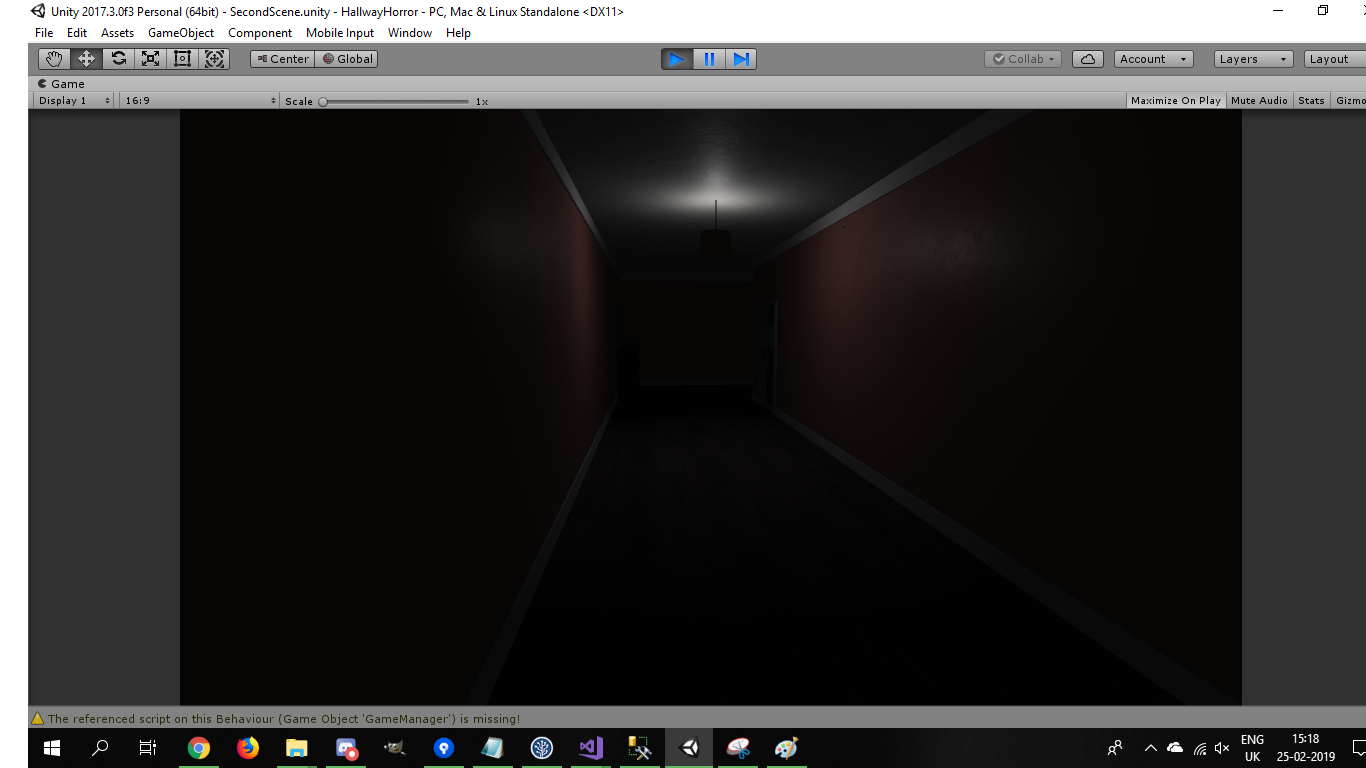 Unity 2017.3.0f3 Personal (64bit) - SecondScene.unity - HallwayHorror - PC, Mac & Linux Standalone <DX11>
File Edit Assets GameObject Component Mobile Input Window Help
Center Global Collab Account Layers Layout
Game
Display 1 16:9 Scale 1x Maximize On Play Mute Audio Stats Gizmo
The referenced script on this Behaviour (Game Object 'GameManager') is missing!
ENG 15:18
UK 25-02-2019